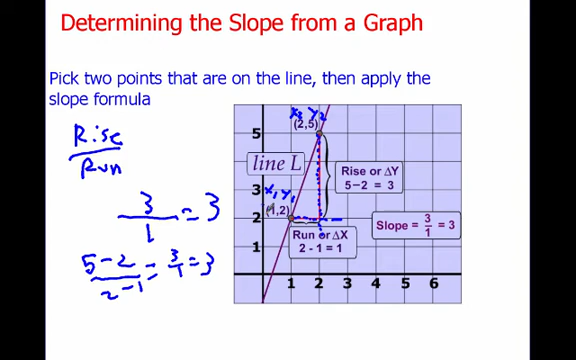 Determining the Slope from a Graph
Pick two points that are on the line, then apply the
slope formula
Rise
Run
3
1
= 3
5-2
2-1
= 3/1 = 3
X2 Y2
(2,5)
5
line L
Rise or ΔY
5-2 = 3
3
X1 Y1
(1,2)
2
Slope = 3/1 = 3
Run or ΔX
2 - 1 = 1
1
0
1 2 3 4 5 6